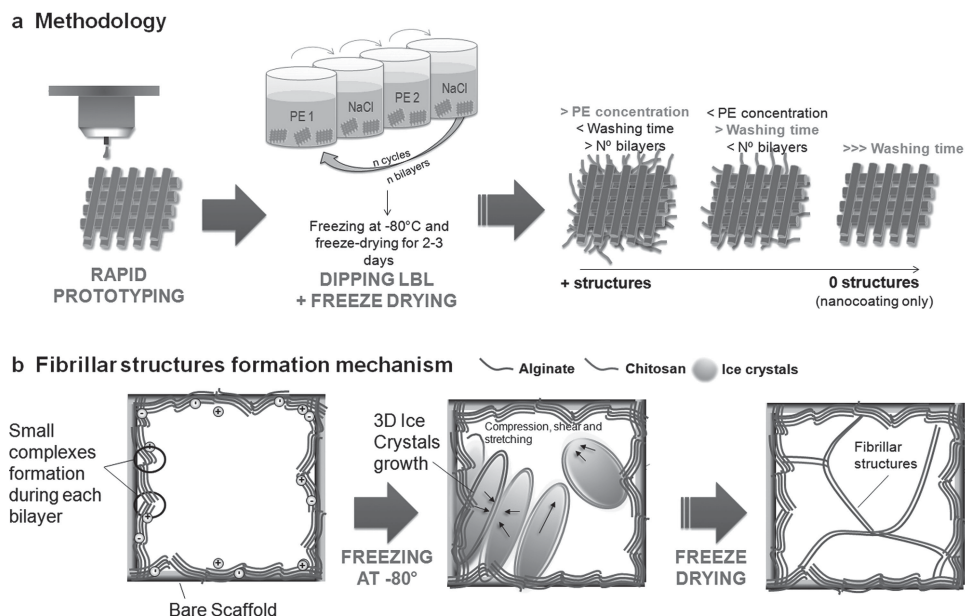 a Methodology
PE 1
NaCl
PE 2
NaCl
n cycles
n bilayers
Freezing at -80°C and
freeze-drying for 2-3
days
RAPID
PROTOTYPING
DIPPING LBL
+ FREEZE DRYING
> PE concentration
< Washing time
> Nº bilayers
< PE concentration
> Washing time
< Nº bilayers
>>> Washing time
+ structures
0 structures
(nanocoating only)
b Fibrillar structures formation mechanism
Alginate
Chitosan
Ice crystals
Small
complexes
formation
during each
bilayer
Bare Scaffold
3D Ice
Crystals
growth
FREEZING
AT -80º
Compression, shear and
stretching
FREEZE
DRYING
Fibrillar
structures